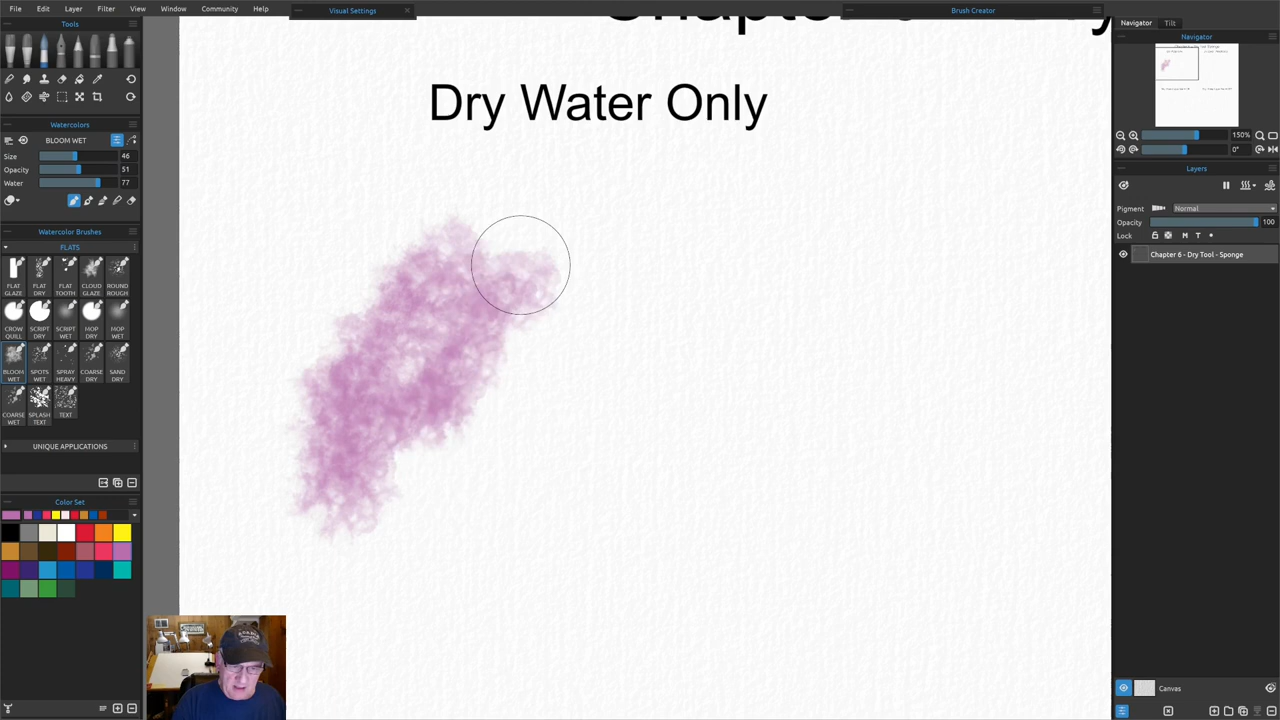 File Edit Layer Filter View Window Community Help
Visual Settings
Brush Creator
Navigator Tilt
Tools
Navigator
Dry Water Only
Watercolors
BLOOM WET
Size 46
Opacity 51
Water 77
150%
0°
Layers
Pigment Normal
Opacity 100
Lock M T
Chapter 6 - Dry Tool - Sponge
Watercolor Brushes
FLATS
FLAT GLAZE
FLAT DRY
FLAT TOOTH
CLOUD GLAZE
ROUND ROUGH
CROW QUILL
SCRIPT DRY
SCRIPT WET
MOP DRY
MOP WET
BLOOM WET
SPOTS WET
SPRAY HEAVY
COARSE DRY
SAND DRY
COARSE WET
SPLASH TEXT
TEXT
UNIQUE APPLICATIONS
Color Set
Canvas